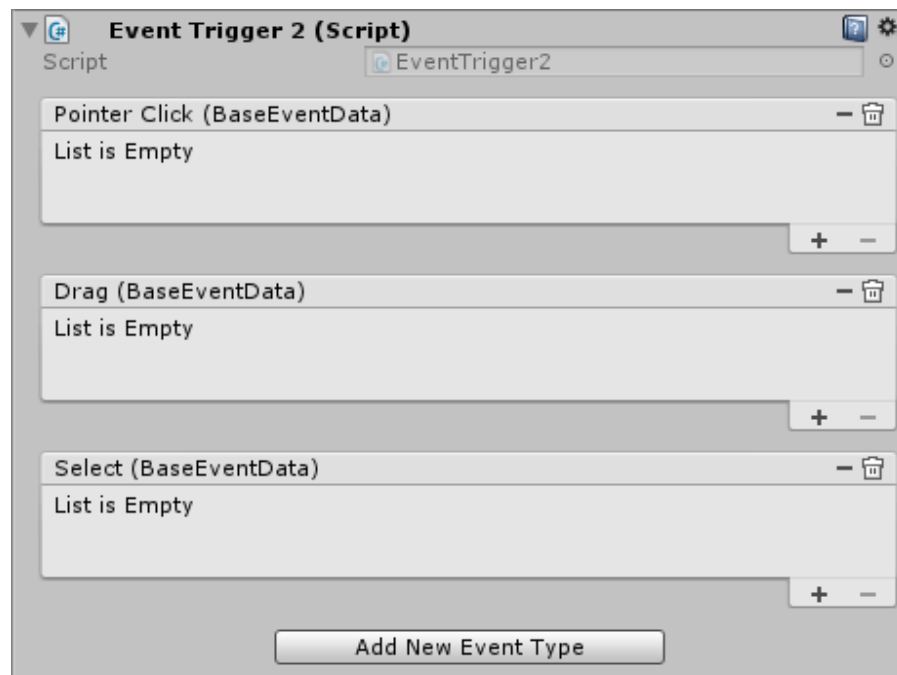 Event Trigger 2 (Script)
Script EventTrigger2
Pointer Click (BaseEventData)
List is Empty
Drag (BaseEventData)
List is Empty
Select (BaseEventData)
List is Empty
Add New Event Type